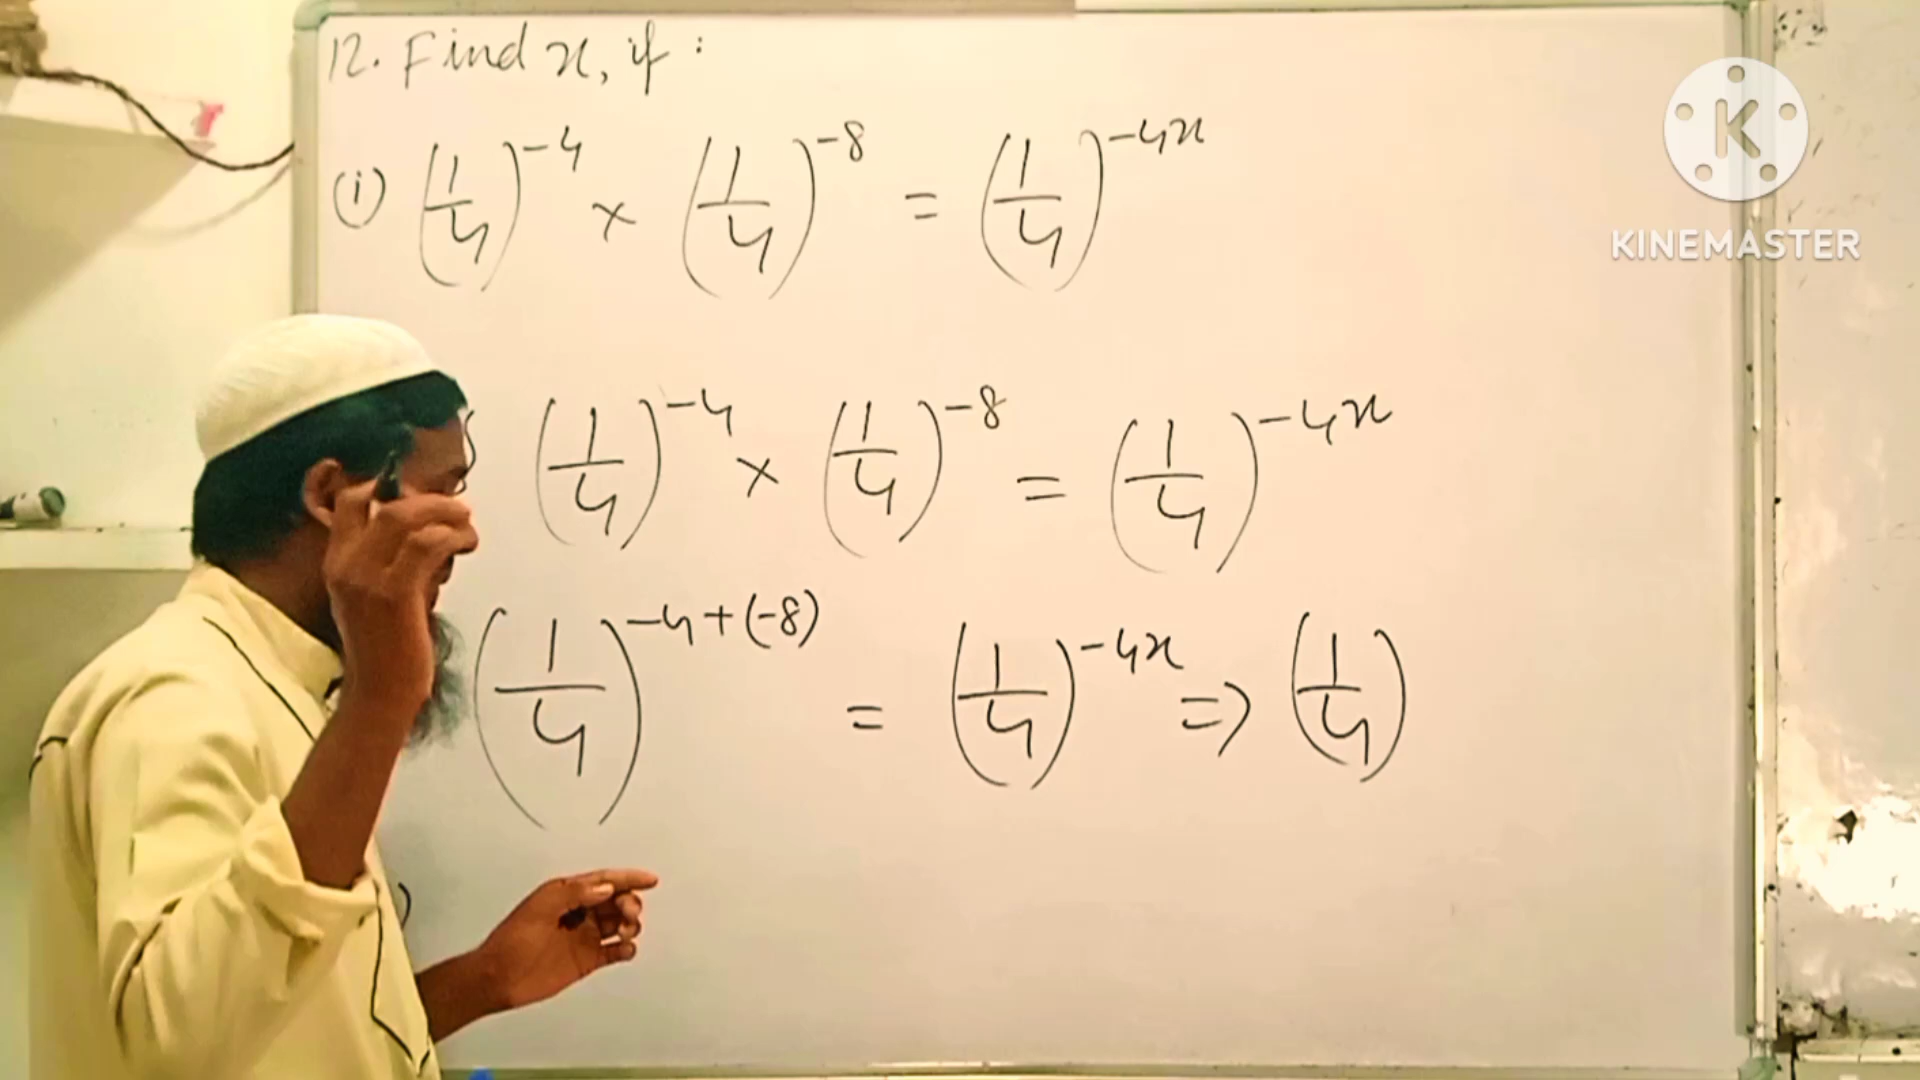 12. Find x, if :
(i) (1/4)^-4 × (1/4)^-8 = (1/4)^-4x
(1/4)^-4 × (1/4)^-8 = (1/4)^-4x
(1/4)^-4+(-8) = (1/4)^-4x => (1/4)
K
KINEMASTER